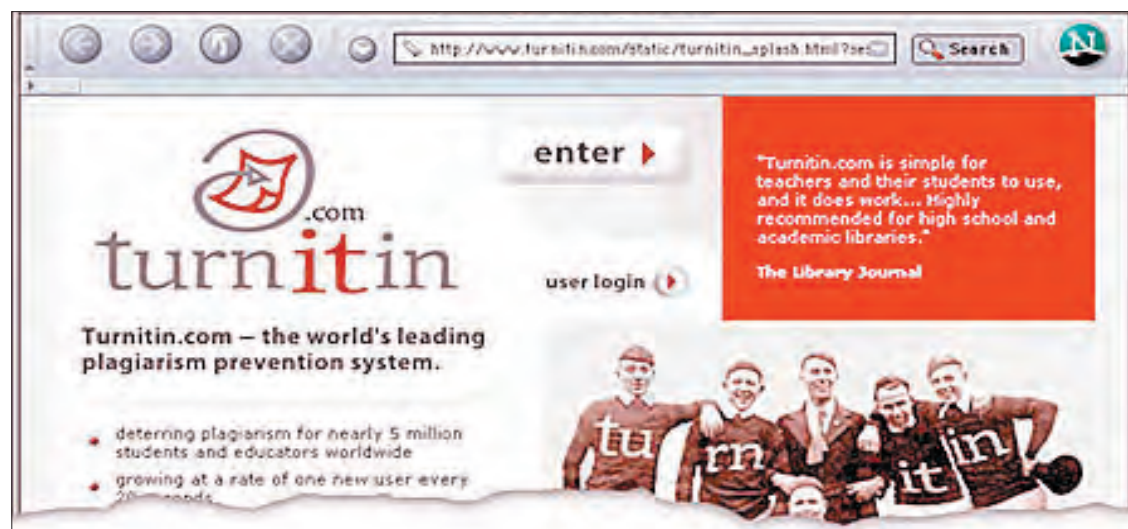 http://www.turnitin.com/static/turnitin_splash.html?se
Search
N
enter
"Turnitin.com is simple for
teachers and their students to use,
and it does work... Highly
recommended for high school and
academic libraries."
The Library Journal
.com
turnitin
user login
Turnitin.com – the world's leading
plagiarism prevention system.
deterring plagiarism for nearly 5 million
students and educators worldwide
growing at a rate of one new user every
tu
rn
it
in